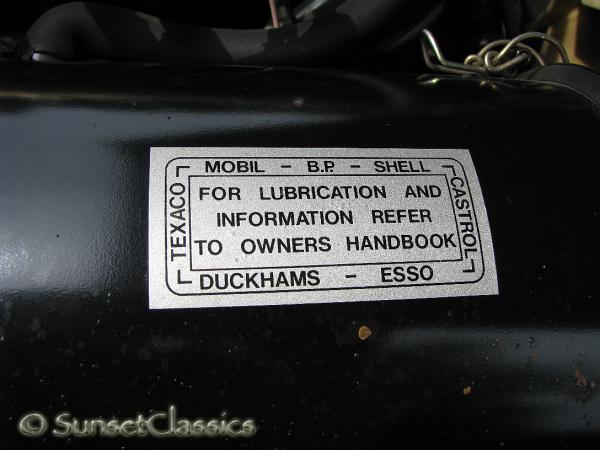 MOBIL - B.P. - SHELL
TEXACO
FOR LUBRICATION AND
INFORMATION REFER
TO OWNERS HANDBOOK
CASTROL
DUCKHAMS - ESSO
© SunsetClassics